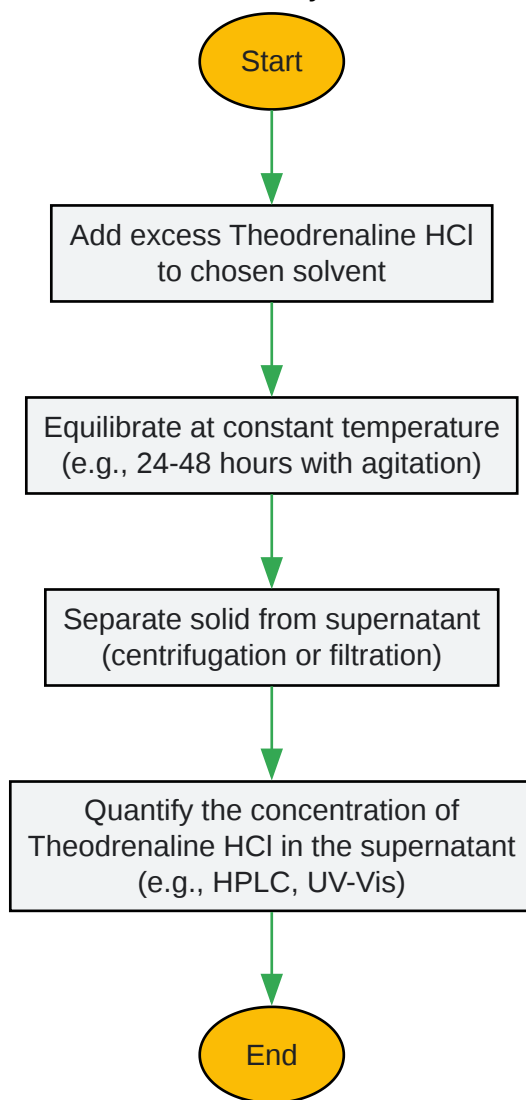 Start
Add excess Theodrenaline HCl
to chosen solvent
Equilibrate at constant temperature
(e.g., 24-48 hours with agitation)
Separate solid from supernatant
(centrifugation or filtration)
Quantify the concentration of
Theodrenaline HCl in the supernatant
(e.g., HPLC, UV-Vis)
End